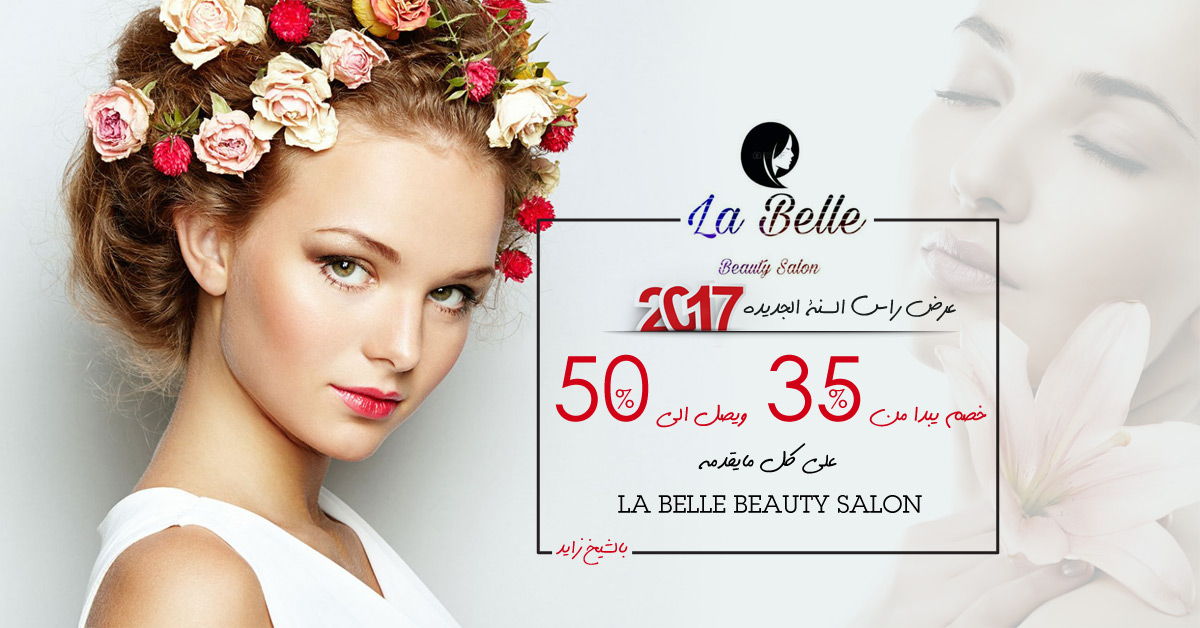 La Belle
Beauty Salon
عرض راس السنة الجديده 2017
خصم يبدا من 35% ويصل الى 50%
على كل مايقدمه
LA BELLE BEAUTY SALON
بالشيخ زايد